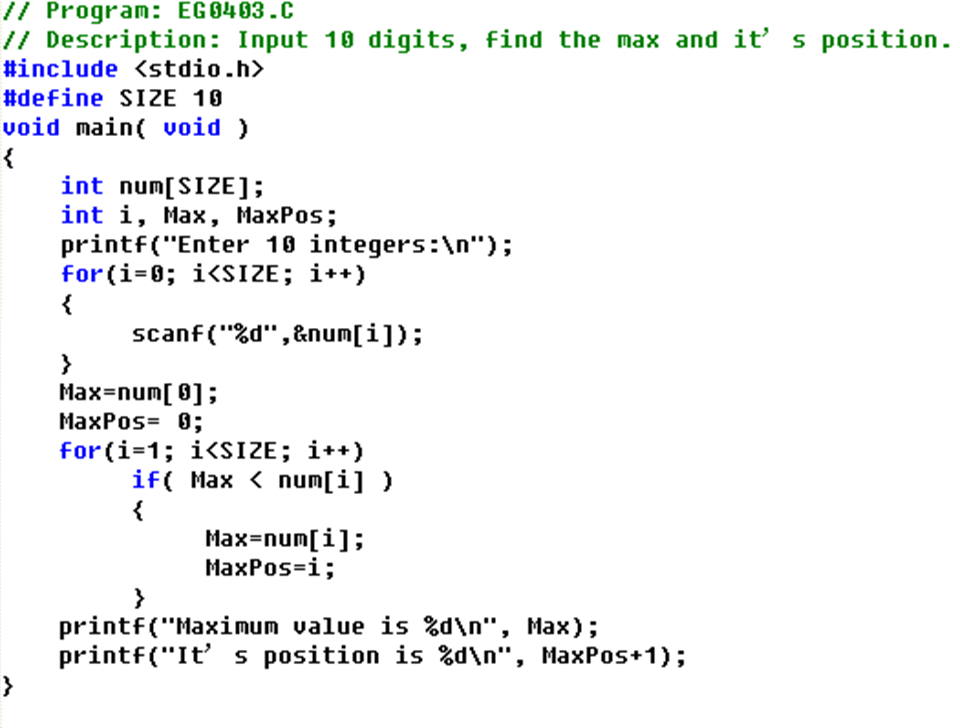 // Program: EG0403.C
// Description: Input 10 digits, find the max and it’ s position.
#include <stdio.h>
#define SIZE 10
void main( void )
{
int num[SIZE];
int i, Max, MaxPos;
printf("Enter 10 integers:\n");
for(i=0; i<SIZE; i++)
{
scanf("%d",&num[i]);
}
Max=num[0];
MaxPos= 0;
for(i=1; i<SIZE; i++)
if( Max < num[i] )
{
Max=num[i];
MaxPos=i;
}
printf("Maximum value is %d\n", Max);
printf("It’ s position is %d\n", MaxPos+1);
}